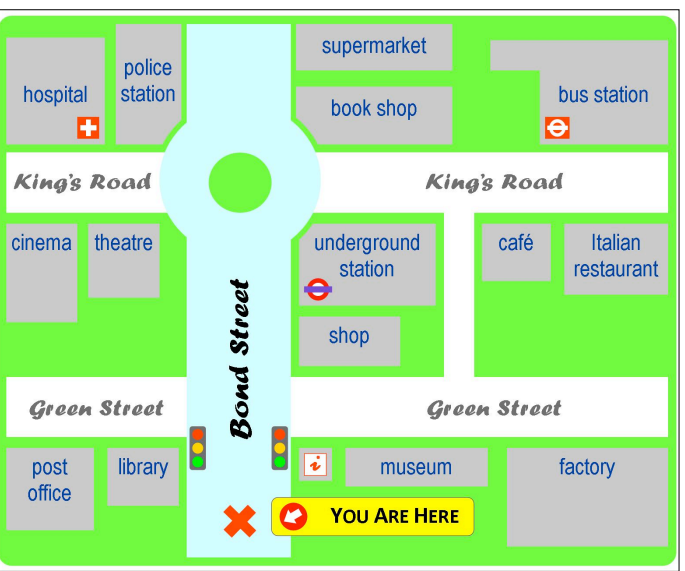 hospital
police
station
supermarket
book shop
bus station
King's Road
King's Road
cinema
theatre
underground
station
café
Italian
restaurant
Bond Street
shop
Green Street
Green Street
post
office
library
i
museum
factory
YOU ARE HERE